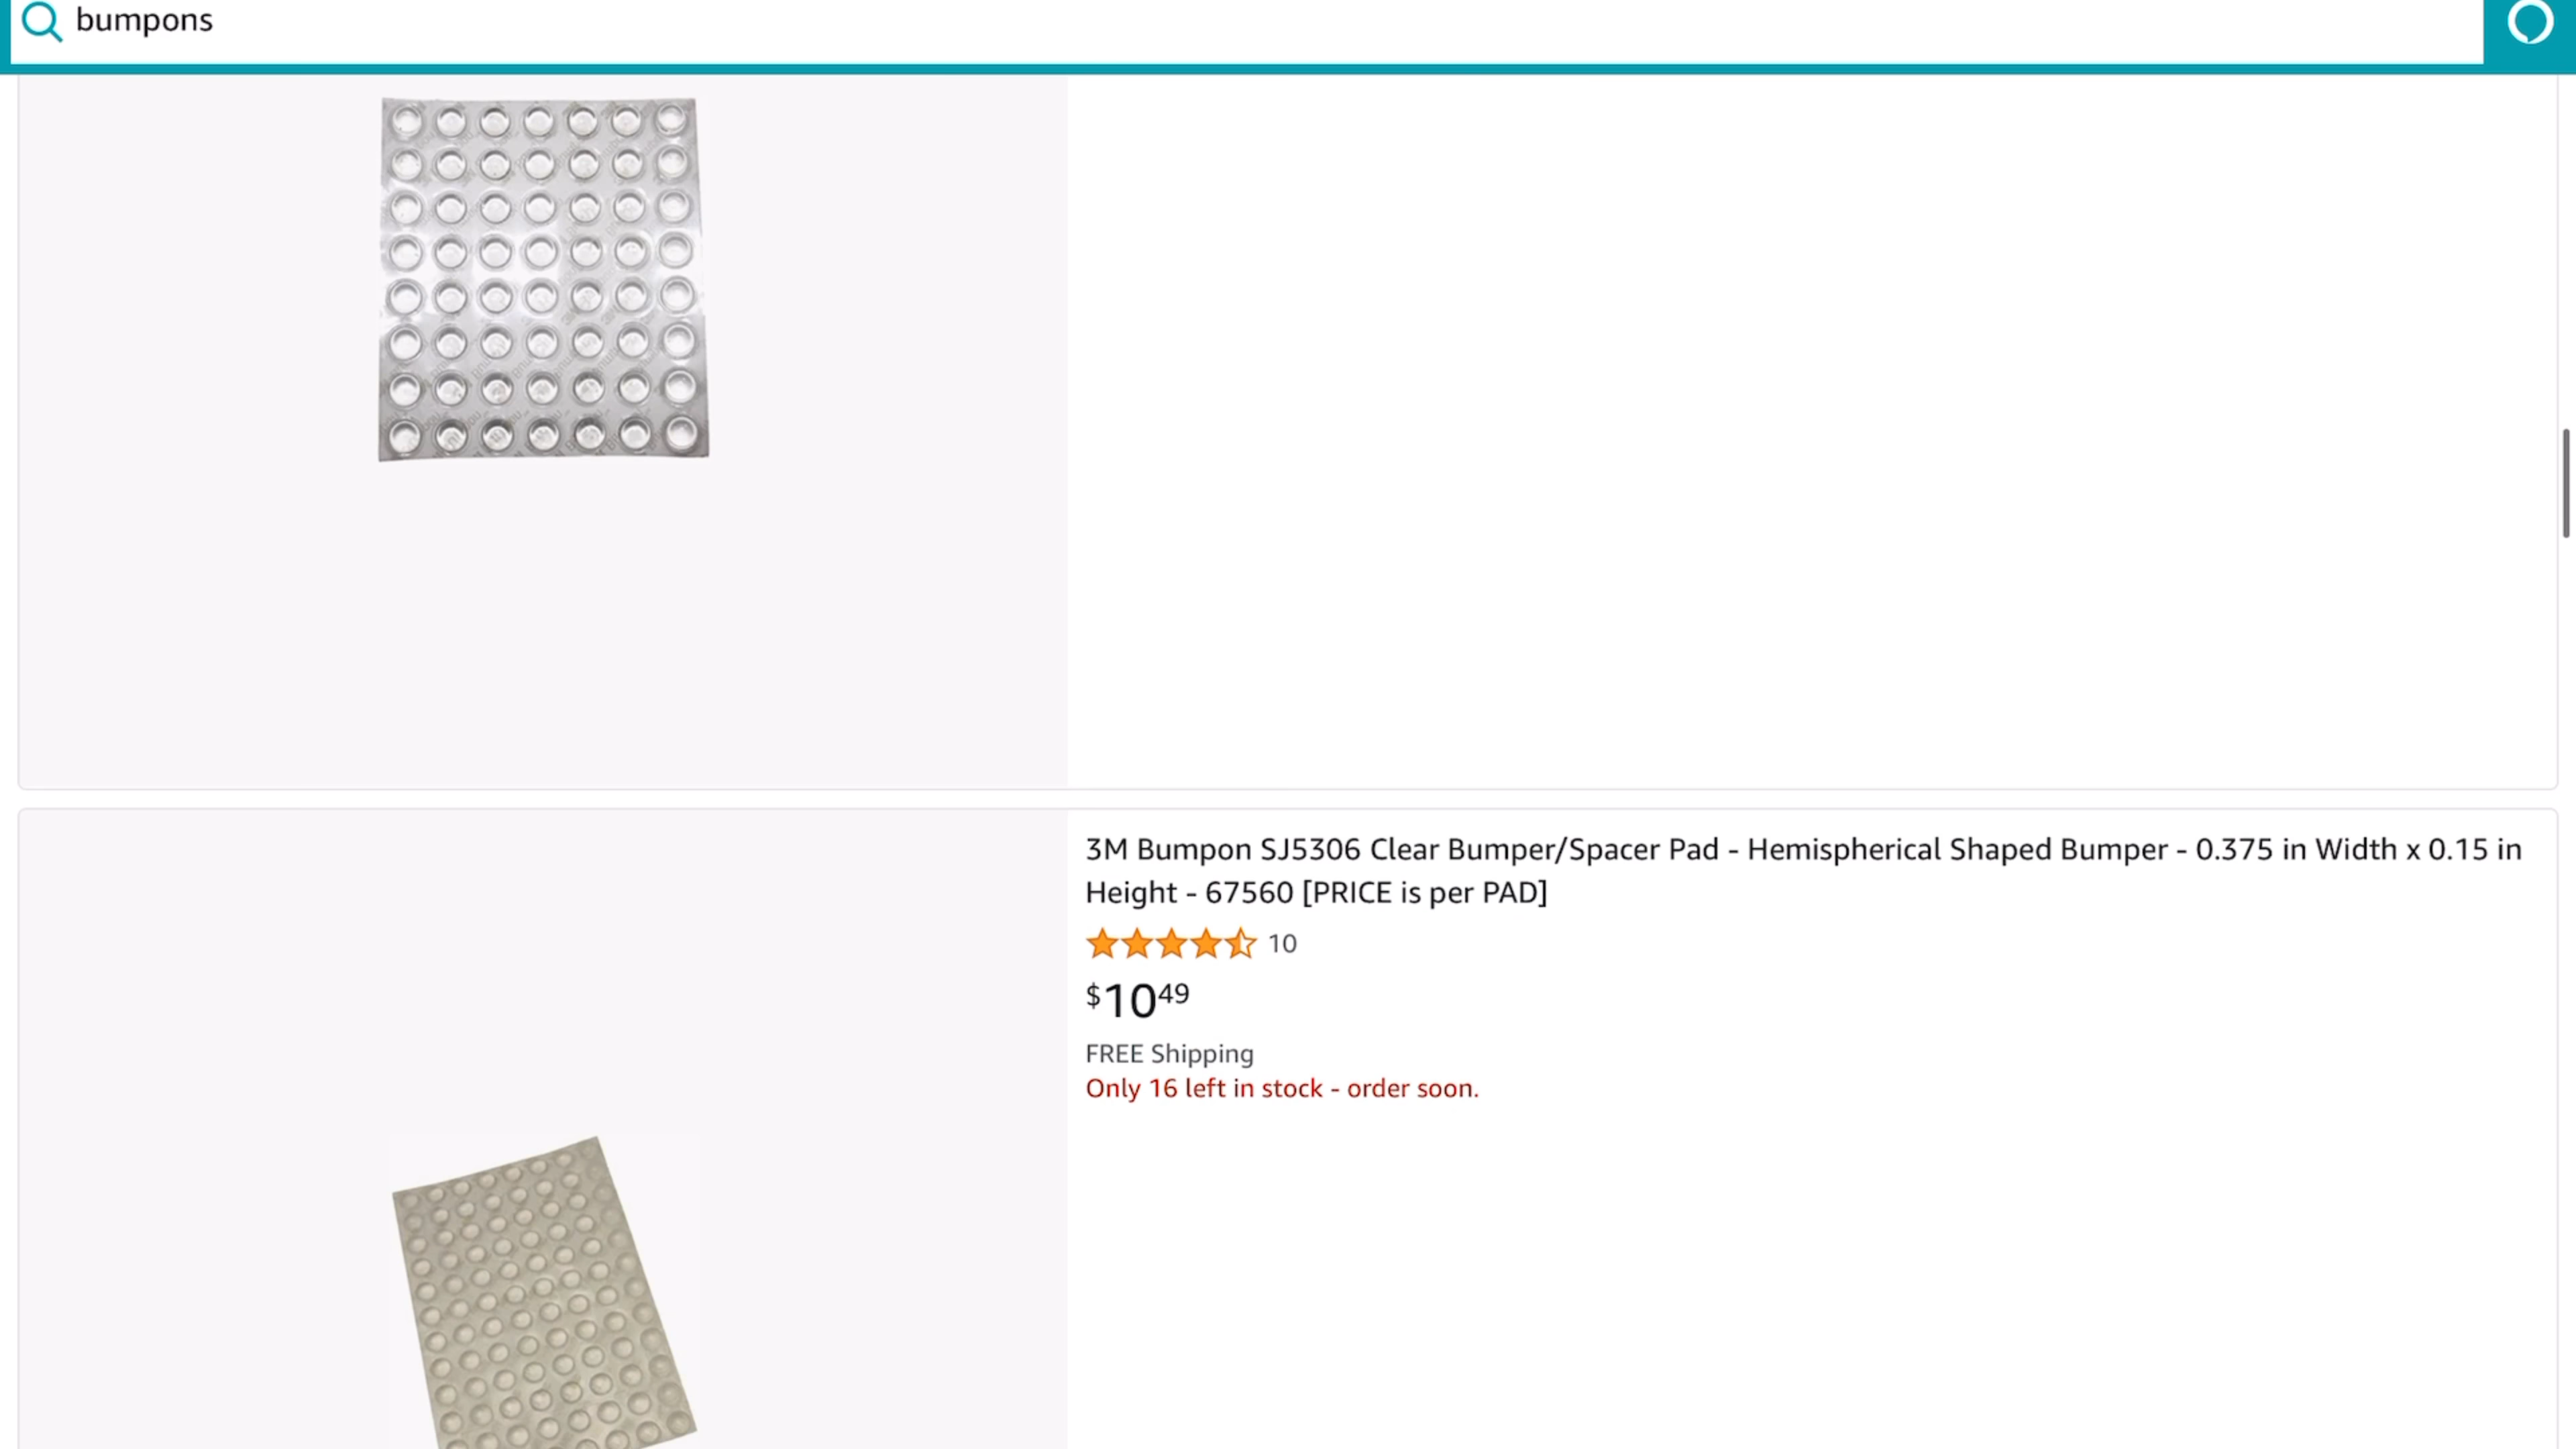 bumpons
3M Bumpon SJ5306 Clear Bumper/Spacer Pad - Hemispherical Shaped Bumper - 0.375 in Width x 0.15 in
Height - 67560 [PRICE is per PAD]
10
$10 49
FREE Shipping
Only 16 left in stock - order soon.